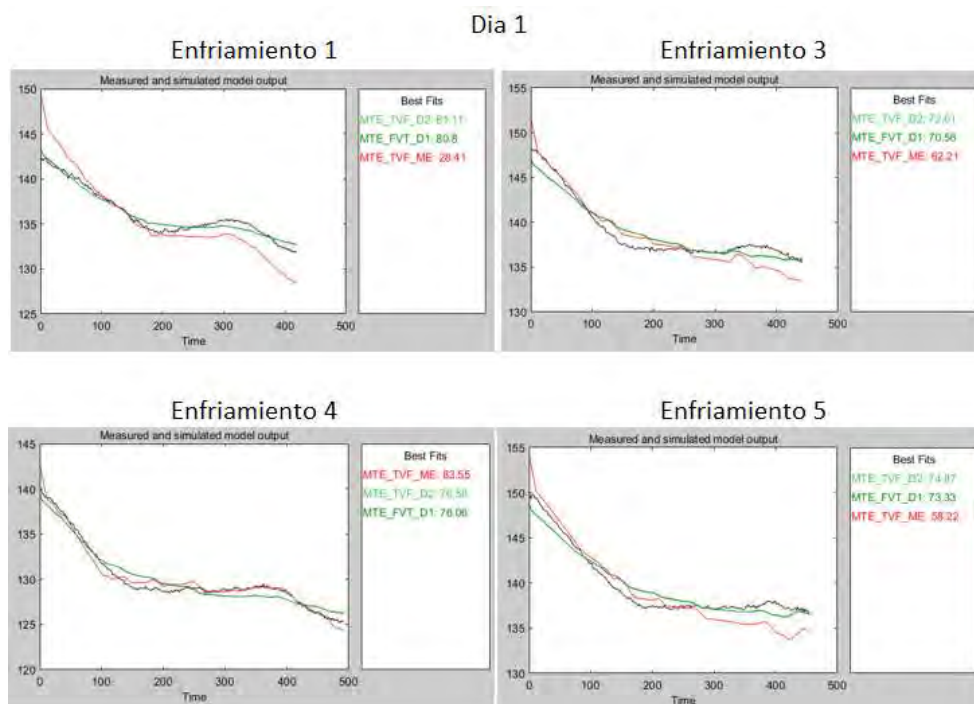 Dia 1
Enfriamiento 1
Measured and simulated model output
150
145
140
135
130
125
0 100 200 300 400 500
Time
Best Fits
MTE_TVF_D2: 81.11
MTE_FVT_D1: 80.8
MTE_TVF_ME: 28.41
Enfriamiento 3
Measured and simulated model output
155
150
145
140
135
130
0 100 200 300 400 500
Time
Best Fits
MTE_TVF_D2: 72.61
MTE_FVT_D1: 70.56
MTE_TVF_ME: 62.21
Enfriamiento 4
Measured and simulated model output
145
140
135
130
125
120
0 100 200 300 400 500
Time
Best Fits
MTE_TVF_ME: 83.55
MTE_TVF_D2: 76.58
MTE_FVT_D1: 76.06
Enfriamiento 5
Measured and simulated model output
155
150
145
140
135
130
0 100 200 300 400 500
Time
Best Fits
MTE_TVF_D2: 74.87
MTE_FVT_D1: 73.33
MTE_TVF_ME: 58.22